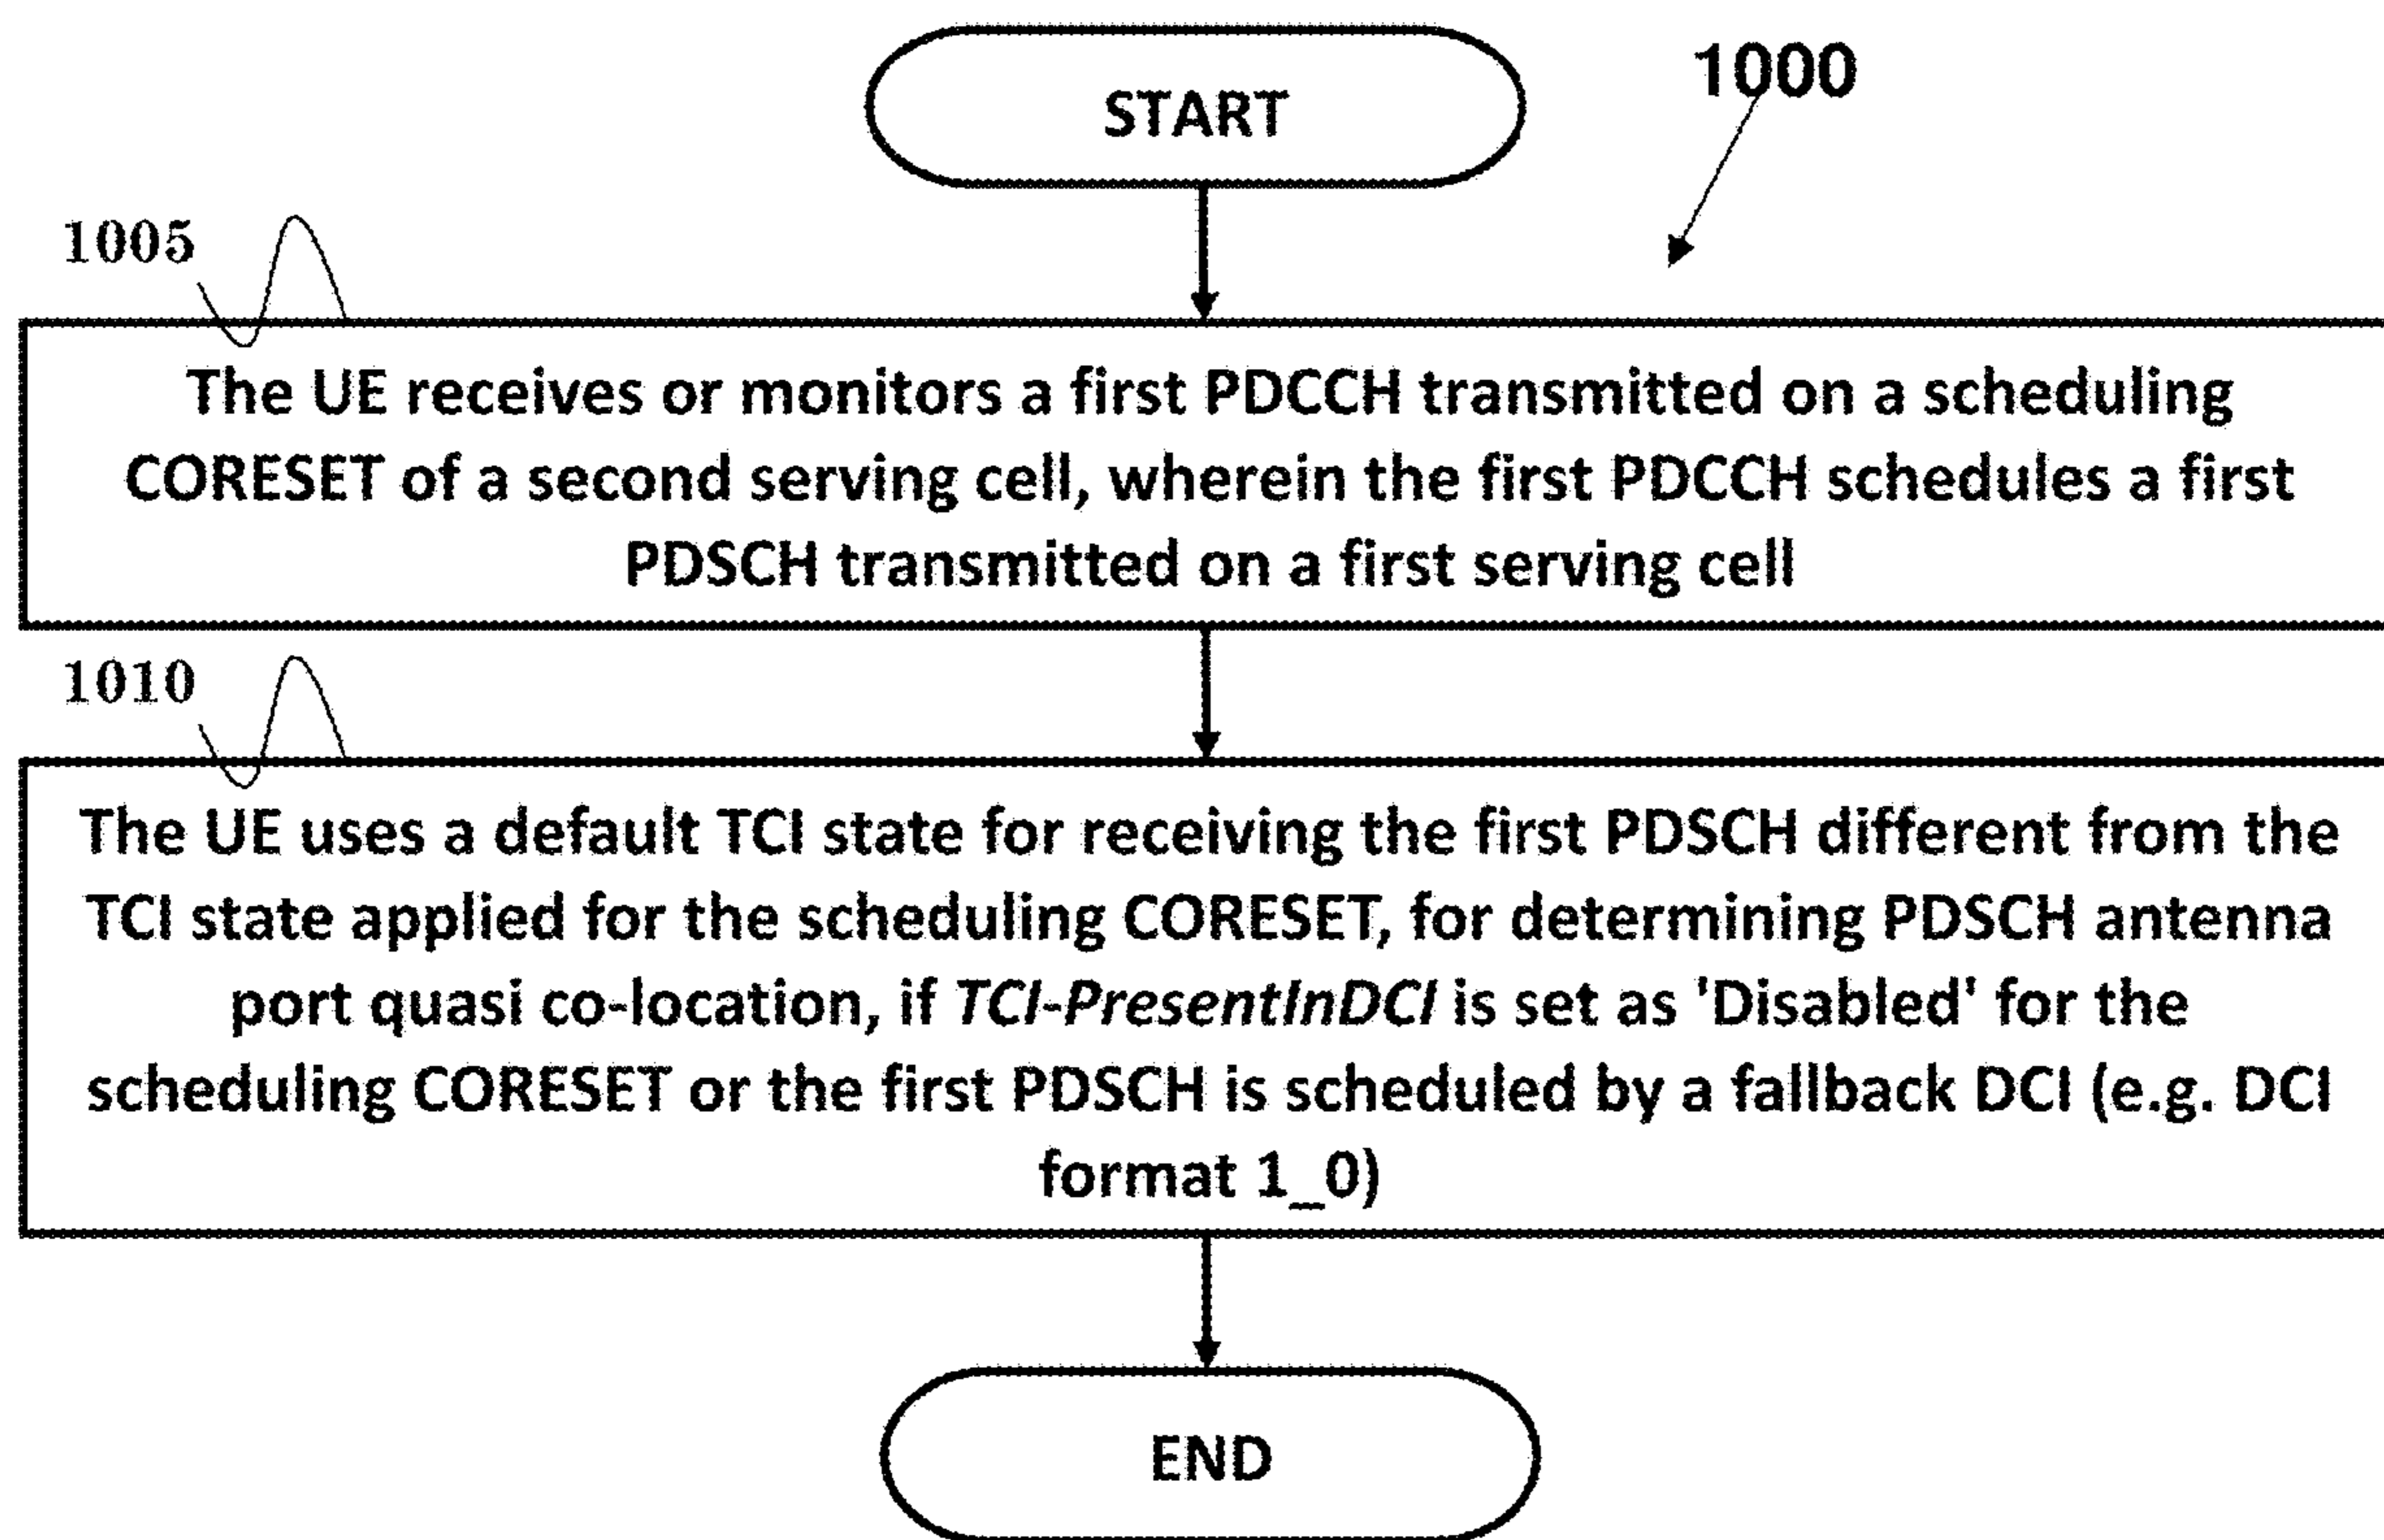 START
1000
1005
The UE receives or monitors a first PDCCH transmitted on a scheduling
CORESET of a second serving cell, wherein the first PDCCH schedules a first
PDSCH transmitted on a first serving cell
1010
The UE uses a default TCI state for receiving the first PDSCH different from the
TCI state applied for the scheduling CORESET, for determining PDSCH antenna
port quasi co-location, if TCI-PresentInDCI is set as 'Disabled' for the
scheduling CORESET or the first PDSCH is scheduled by a fallback DCI (e.g. DCI
format 1_0)
END